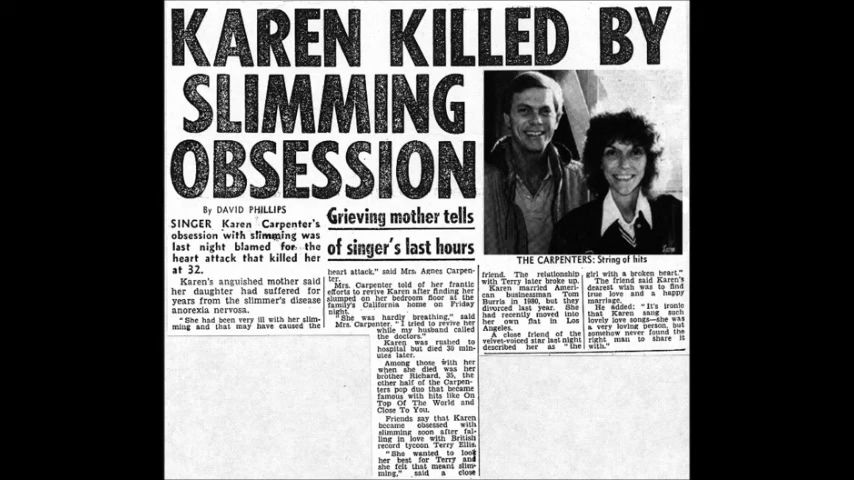 KAREN KILLED BY
SLIMMING
OBSESSION
By DAVID PHILLIPS
SINGER Karen Carpenter's
obsession with slimming was
last night blamed for the
heart attack that killed her
at 32.
Karen's anguished mother said
her daughter had suffered for
years from the slimmer's disease
anorexia nervosa.
"She had been very ill with her slim-
ming and that may have caused the
Grieving mother tells
of singer's last hours
heart attack," said Mrs. Agnes Carpen-
ter.
Mrs. Carpenter told of her frantic
efforts to revive Karen after finding her
slumped on her bedroom floor at the
family's California home on Friday
night.
"She was hardly breathing," said
Mrs. Carpenter. "I tried to revive her
while my husband called
the doctors."
Karen was rushed to
hospital but died 30 min-
utes later.
Among those with her
when she died was her
brother Richard, 35, the
other half of the Carpen-
ters pop duo that became
famous with hits like On
Top Of The World and
Close To You.
Friends say that Karen
became obsessed with
slimming soon after fal-
ling in love with British
record tycoon Terry Ellis.
"She wanted to look
her best for Terry and
she felt that meant slim-
ming," said a close
THE CARPENTERS: String of hits
friend. The relationship
with Terry later broke up.
Karen married Ameri-
can businessman Tom
Burris in 1980, but they
divorced last year. She
had recently moved into
her own flat in Los
Angeles.
A close friend of the
velvet-voiced star last night
described her as "the
girl with a broken heart."
The friend said Karen's
dearest wish was to find
true love and a happy
marriage.
He added: "It's ironic
that Karen sang such
lovely love songs—she was
a very loving person, but
somehow never found the
right man to share it
with."